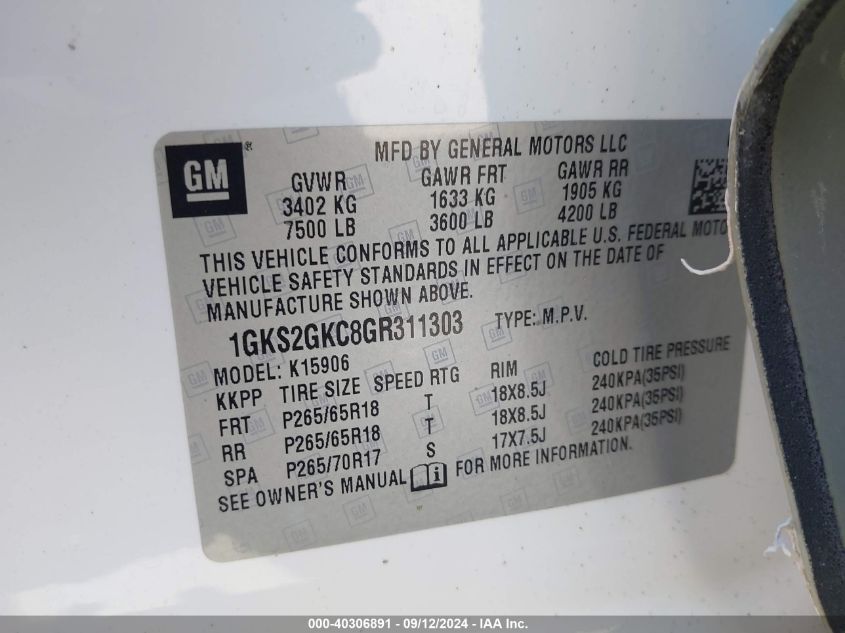 GM ®
MFD BY GENERAL MOTORS LLC
GVWR GAWR FRT GAWR RR
3402 KG 1633 KG 1905 KG
7500 LB 3600 LB 4200 LB
THIS VEHICLE CONFORMS TO ALL APPLICABLE U.S. FEDERAL MOTO
VEHICLE SAFETY STANDARDS IN EFFECT ON THE DATE OF
MANUFACTURE SHOWN ABOVE.
1GKS2GKC8GR311303 TYPE: M.P.V.
MODEL: K15906
KKPP TIRE SIZE SPEED RTG RIM COLD TIRE PRESSURE
FRT P265/65R18 T 18X8.5J 240KPA(35PSI)
RR P265/65R18 T 18X8.5J 240KPA(35PSI)
SPA P265/70R17 S 17X7.5J 240KPA(35PSI)
SEE OWNER'S MANUAL i FOR MORE INFORMATION.
000-40306891 - 09/12/2024 - IAA Inc.